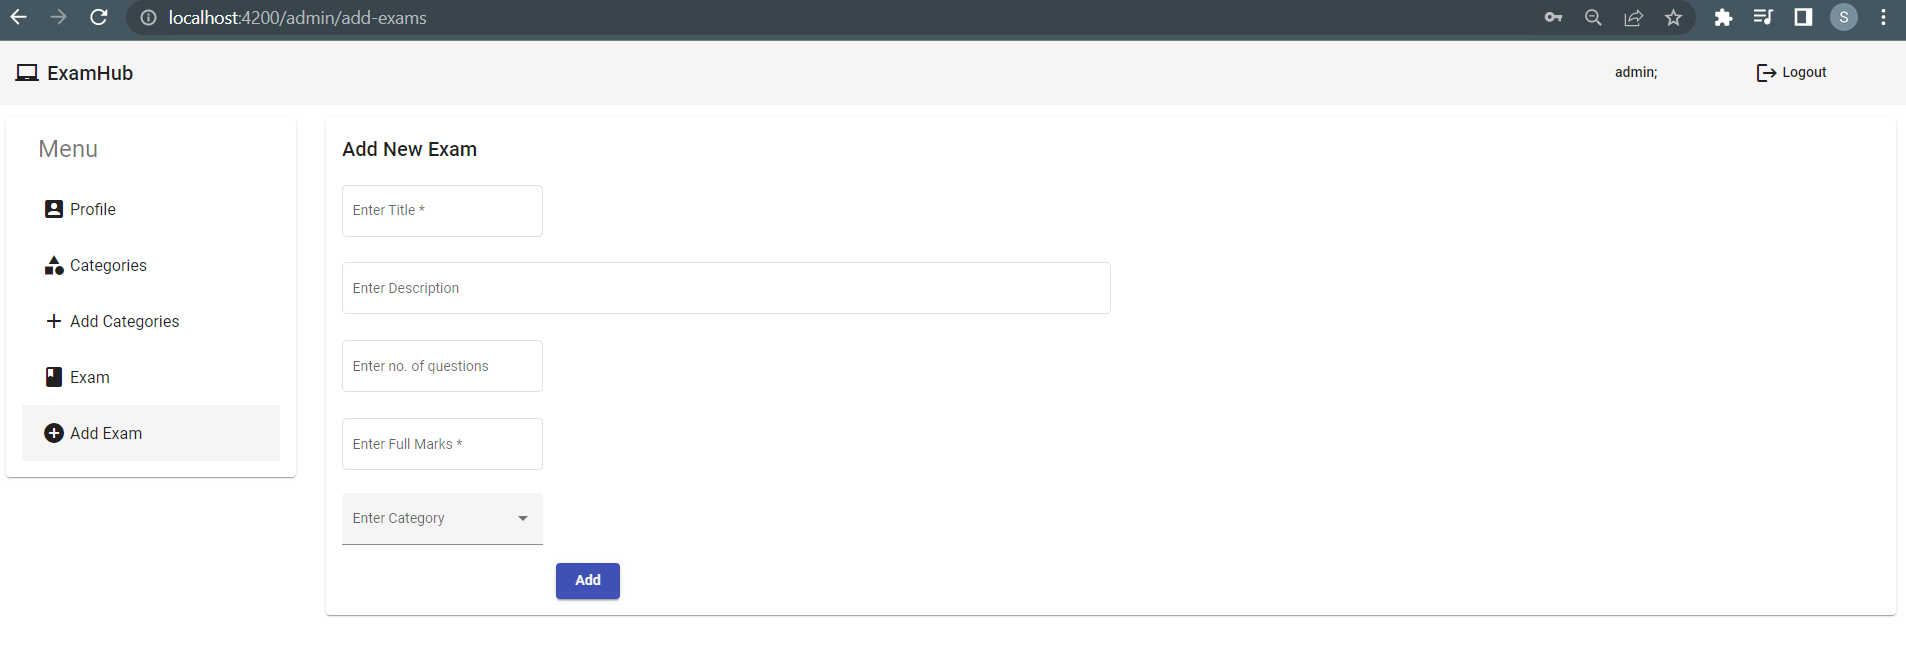 localhost:4200/admin/add-exams
S
ExamHub
admin;
Logout
Menu
Profile
Categories
Add Categories
Exam
Add Exam
Add New Exam
Enter Title *
Enter Description
Enter no. of questions
Enter Full Marks *
Enter Category
Add